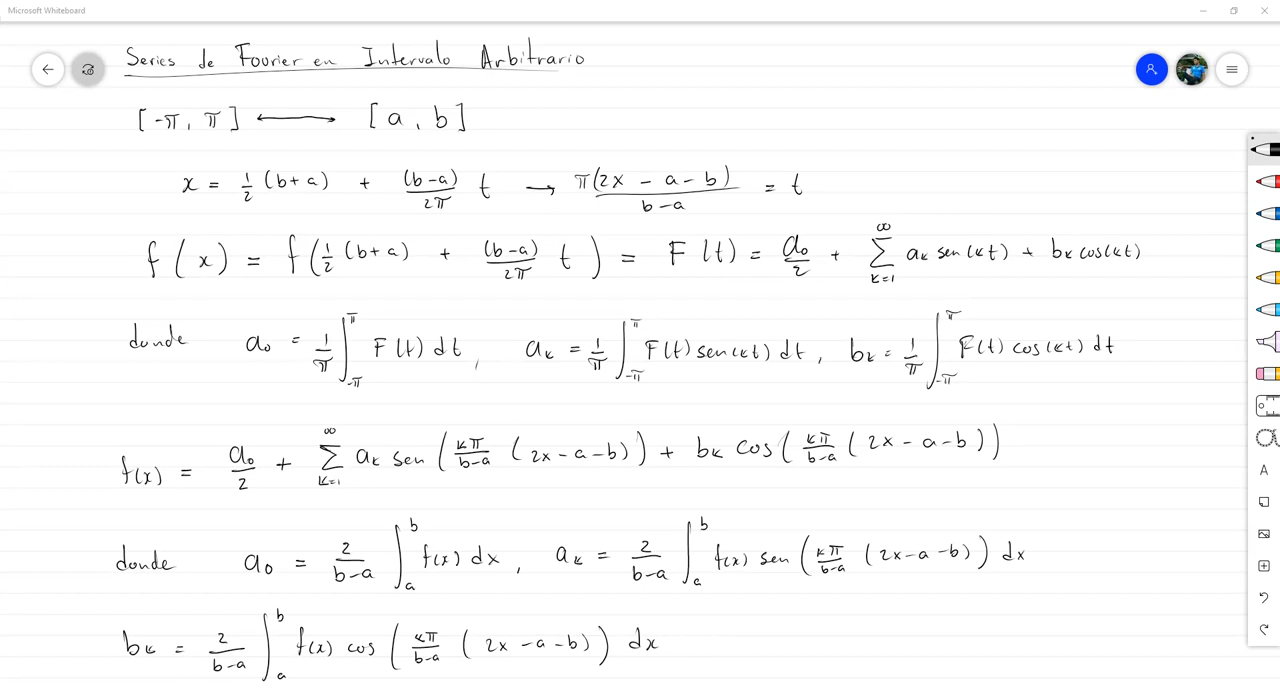 Microsoft Whiteboard
Series de Fourier en Intervalo Arbitrario
[-π, π] ⟷ [a, b]
x = 1/2 (b+a) + (b-a)/2π t → π(2x - a - b)/b-a = t
f(x) = f(1/2 (b+a) + (b-a)/2π t) = F(t) = a₀/2 + ∑_{k=1}^{∞} aₖ sen(kt) + bₖ cos(kt)
donde a₀ = 1/π ∫_{-π}^{π} F(t) dt, aₖ = 1/π ∫_{-π}^{π} F(t) sen(kt) dt, bₖ = 1/π ∫_{-π}^{π} F(t) cos(kt) dt
f(x) = a₀/2 + ∑_{k=1}^{∞} aₖ sen(kπ/b-a (2x-a-b)) + bₖ cos(kπ/b-a (2x-a-b))
donde a₀ = 2/b-a ∫_a^b f(x) dx, aₖ = 2/b-a ∫_a^b f(x) sen(kπ/b-a (2x-a-b)) dx
bₖ = 2/b-a ∫_a^b f(x) cos(kπ/b-a (2x-a-b)) dx